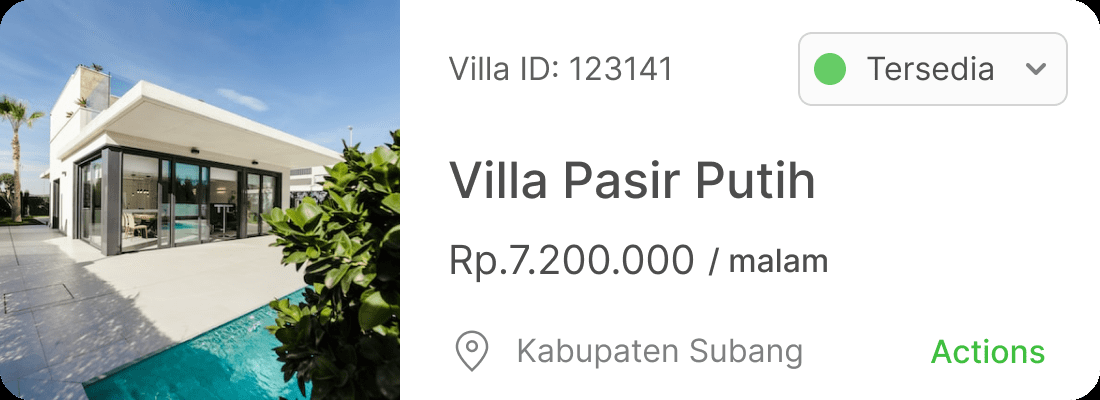 Villa ID: 123141
Tersedia
Villa Pasir Putih
Rp.7.200.000 / malam
Kabupaten Subang
Actions